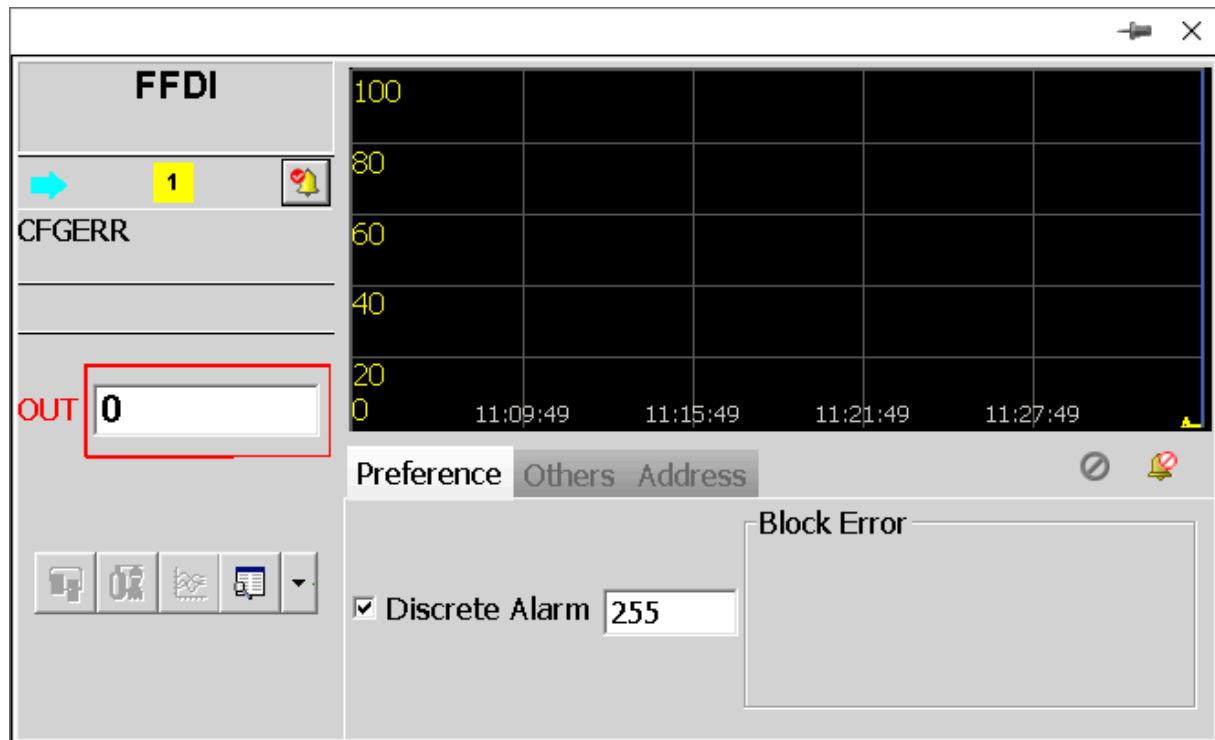 FFDI
1
CFGERR
OUT 0
100
80
60
40
20
0
11:09:49 11:15:49 11:21:49 11:27:49
Preference Others Address
Block Error
Discrete Alarm 255